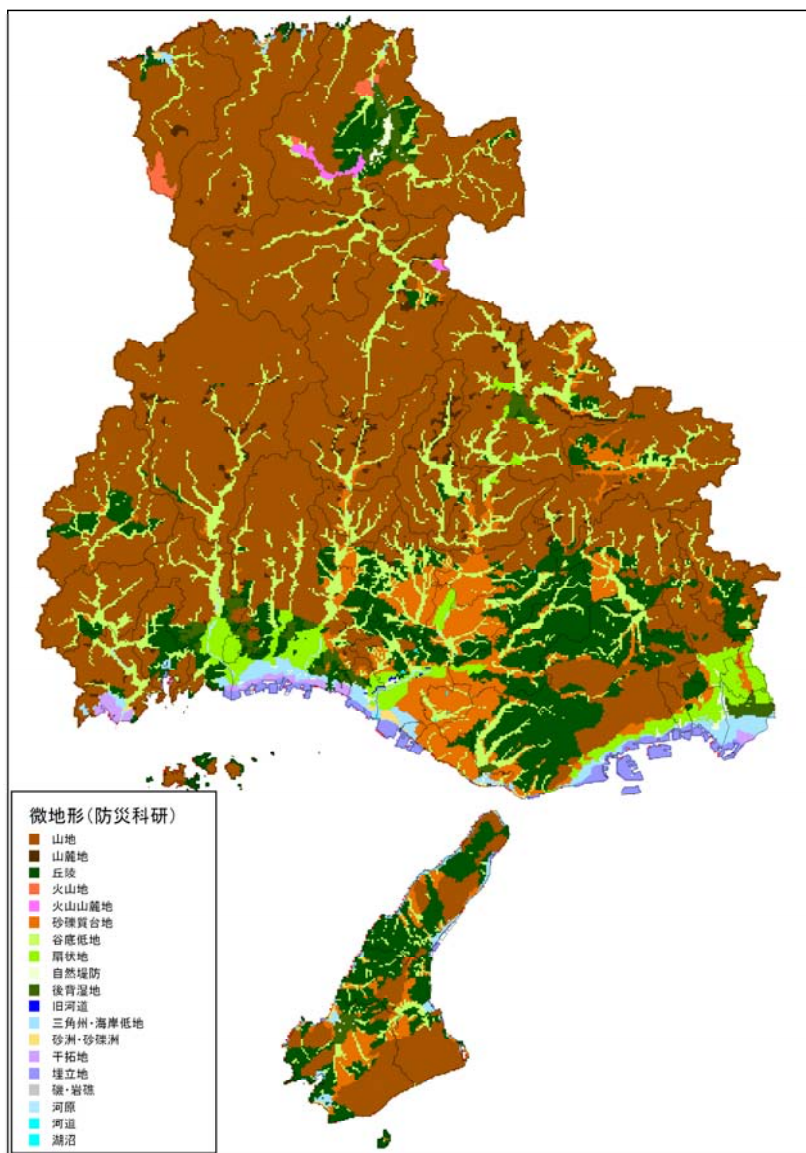 微地形(防災科研)
山地
山麓地
丘陵
火山地
火山山麓地
砂礫質台地
谷底低地
扇状地
自然堤防
後背湿地
旧河道
三角州・海岸低地
砂洲・砂礫洲
干拓地
埋立地
磯・岩礁
河原
河道
湖沼